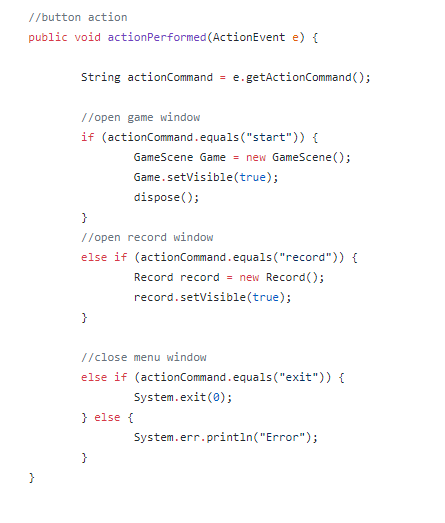 //button action
public void actionPerformed(ActionEvent e) {
String actionCommand = e.getActionCommand();
//open game window
if (actionCommand.equals("start")) {
GameScene Game = new GameScene();
Game.setVisible(true);
dispose();
}
//open record window
else if (actionCommand.equals("record")) {
Record record = new Record();
record.setVisible(true);
}
//close menu window
else if (actionCommand.equals("exit")) {
System.exit(0);
} else {
System.err.println("Error");
}
}